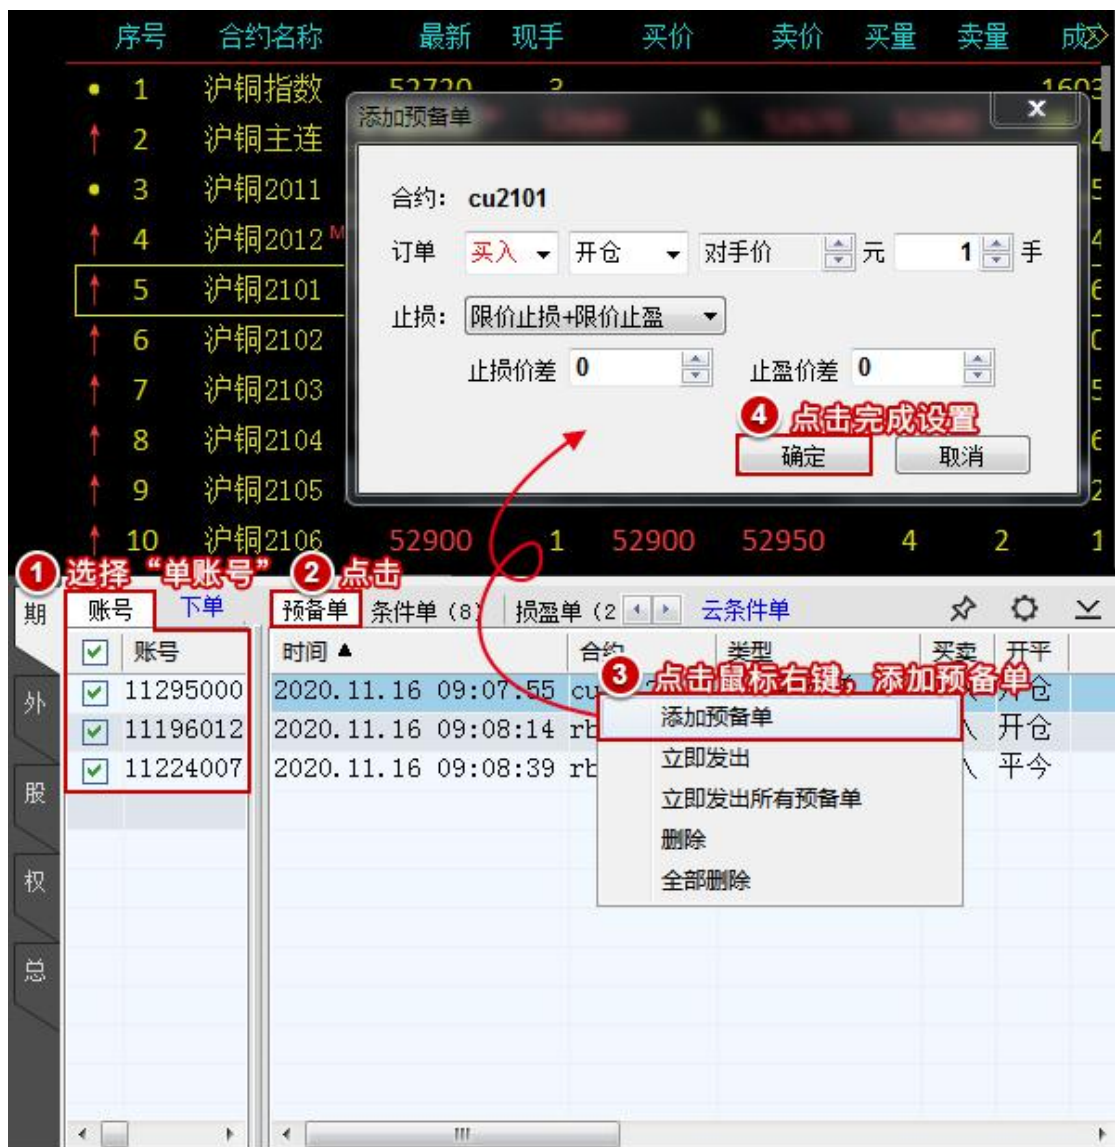 序号 合约名称 最新 现手 买价 卖价 买量 卖量 成
1 沪铜指数 52720 3 1603
添加预备单 X
2 沪铜主连 4
3 沪铜2011 5
合约: cu2101
4 沪铜2012 M 4
订单 买入 开仓 对手价 元 1 手
5 沪铜2101 6
止损: 限价止损+限价止盈
6 沪铜2102
止损价差 0 止盈价差 0
7 沪铜2103 5
4 点击完成设置
8 沪铜2104 6
确定 取消
9 沪铜2105 2
10 沪铜2106 52900 1 52900 52950 4 2 1
1 选择“单账号” 2 点击
期 账号 下单 预备单 条件单 (8) 损盈单 (2 云条件单
账号 时间 ▲ 合约 类型 买卖 开平
3 点击鼠标右键，添加预备单
外 11295000 2020.11.16 09:07:55 cu 开仓
添加预备单
11196012 2020.11.16 09:08:14 rb 开仓
立即发出
11224007 2020.11.16 09:08:39 rb 平今
股 立即发出所有预备单
删除
权 全部删除
总